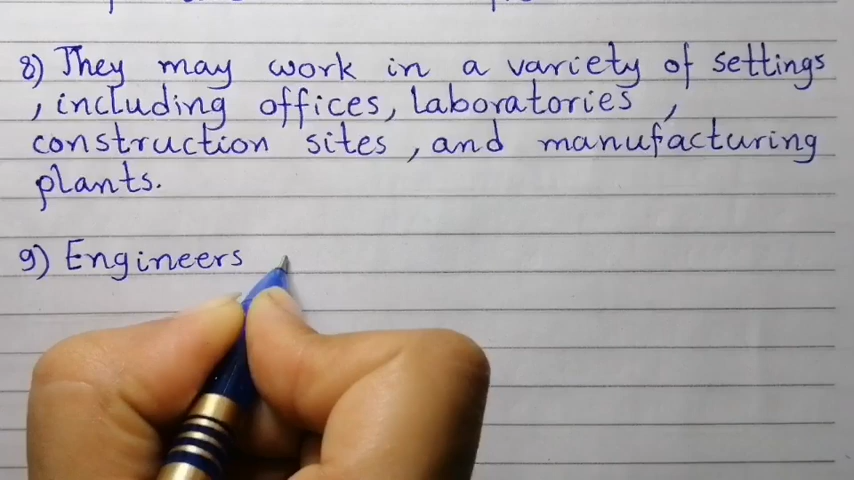 8) They may work in a variety of settings
, including offices, laboratories ,
construction sites , and manufacturing
plants.
9) Engineers